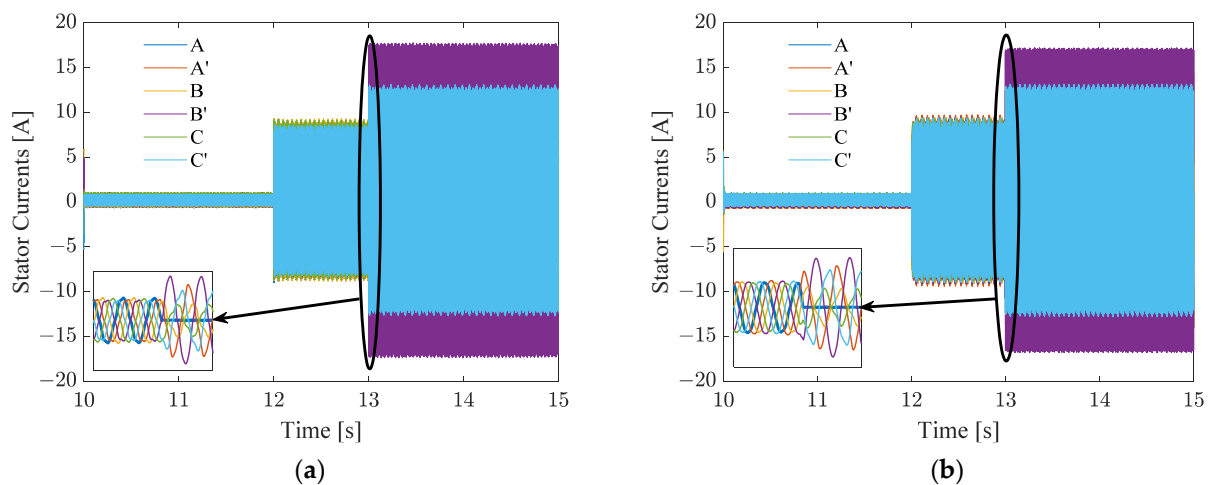 20
15
10
5
0
−5
−10
−15
−20
Stator Currents [A]
A
A'
B
B'
C
C'
10 11 12 13 14 15
Time [s]
(a)
20
15
10
5
0
−5
−10
−15
−20
Stator Currents [A]
A
A'
B
B'
C
C'
10 11 12 13 14 15
Time [s]
(b)